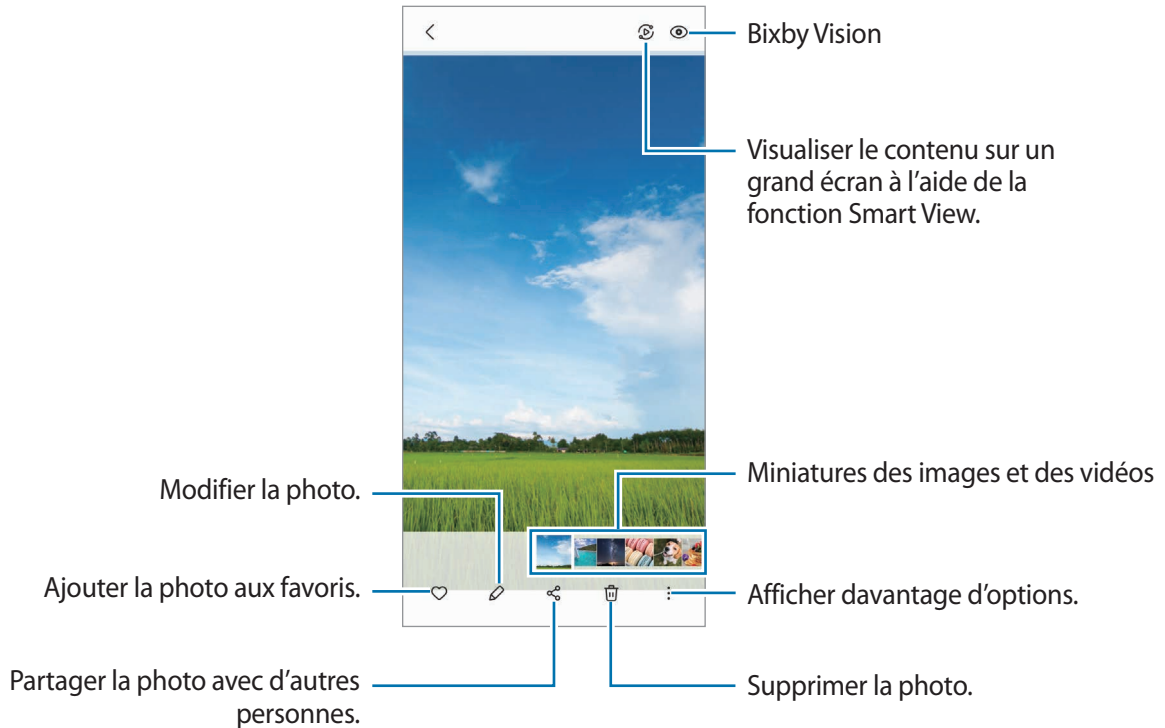 Bixby Vision
Visualiser le contenu sur un
grand écran à l’aide de la
fonction Smart View.
Miniatures des images et des vidéos
Modifier la photo.
Ajouter la photo aux favoris.
Afficher davantage d’options.
Partager la photo avec d’autres
personnes.
Supprimer la photo.